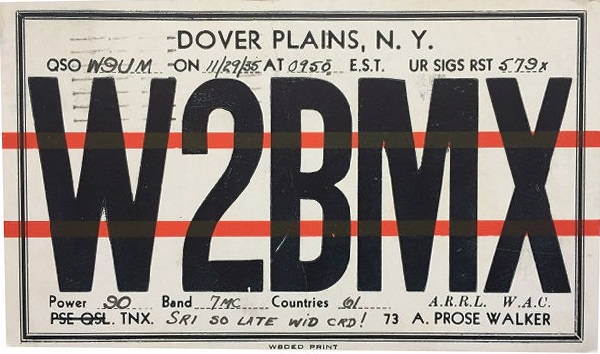 DOVER PLAINS, N. Y.
QSO W9UM ON 11/29/35 AT 0950 E.S.T. UR SIGS RST 579x
W2BMX
Power 90 Band 7MC Countries 61 A.R.R.L. W.A.C.
PSE QSL. TNX. SRI SO LATE WID CRD! 73 A. PROSE WALKER
W8DED PRINT